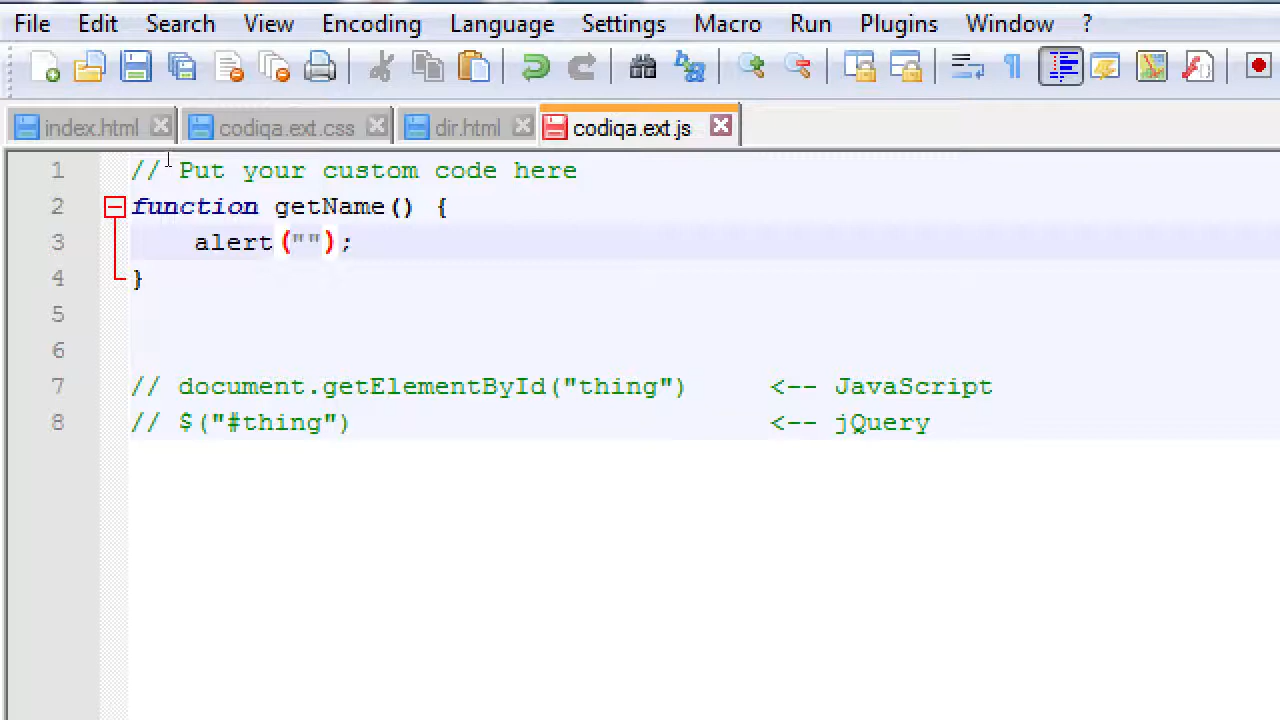 File Edit Search View Encoding Language Settings Macro Run Plugins Window ?
index.html codiqa.ext.css dir.html codiqa.ext.js
1 // Put your custom code here
2 function getName() {
3 alert("");
4 }
5
6
7 // document.getElementById("thing") <-- JavaScript
8 // $("#thing") <-- jQuery